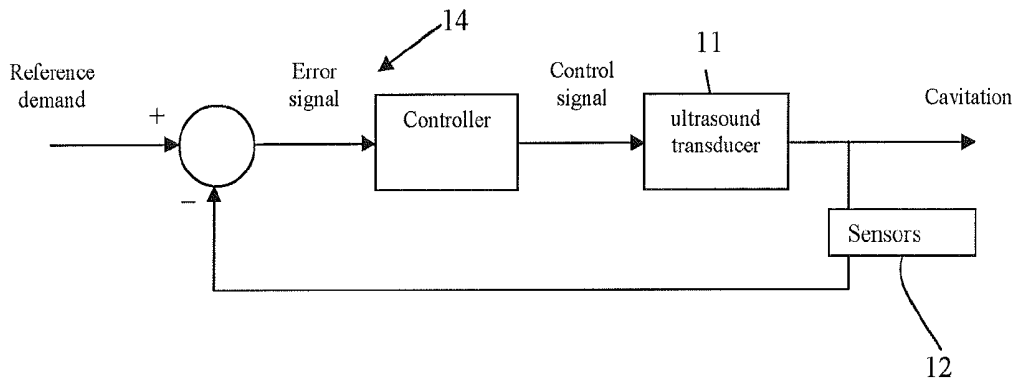 14
11
Reference
demand
Error
signal
Control
signal
Cavitation
+
Controller
ultrasound
transducer
−
Sensors
12